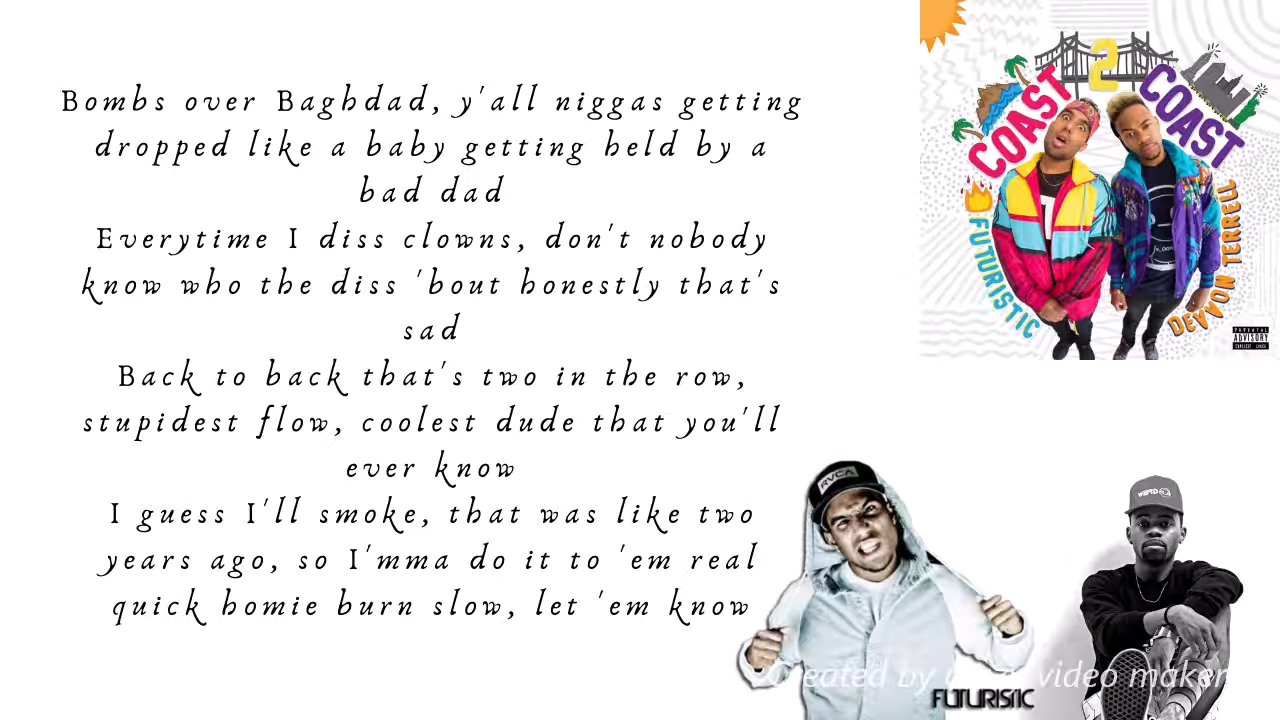 Bombs over Baghdad, y'all niggas getting
dropped like a baby getting held by a
bad dad
Everytime I diss clowns, don't nobody
know who the diss 'bout honestly that's
sad
Back to back that's two in the row,
stupidest flow, coolest dude that you'll
ever know
I guess I'll smoke, that was like two
years ago, so I'mma do it to 'em real
quick homie burn slow, let 'em know
COAST 2 COAST
FUTURISTIC
DEVVON TERRELL
PARENTAL
ADVISORY
EXPLICIT LYRICS
RVCA
FUTURISTIC
Created by
video maker